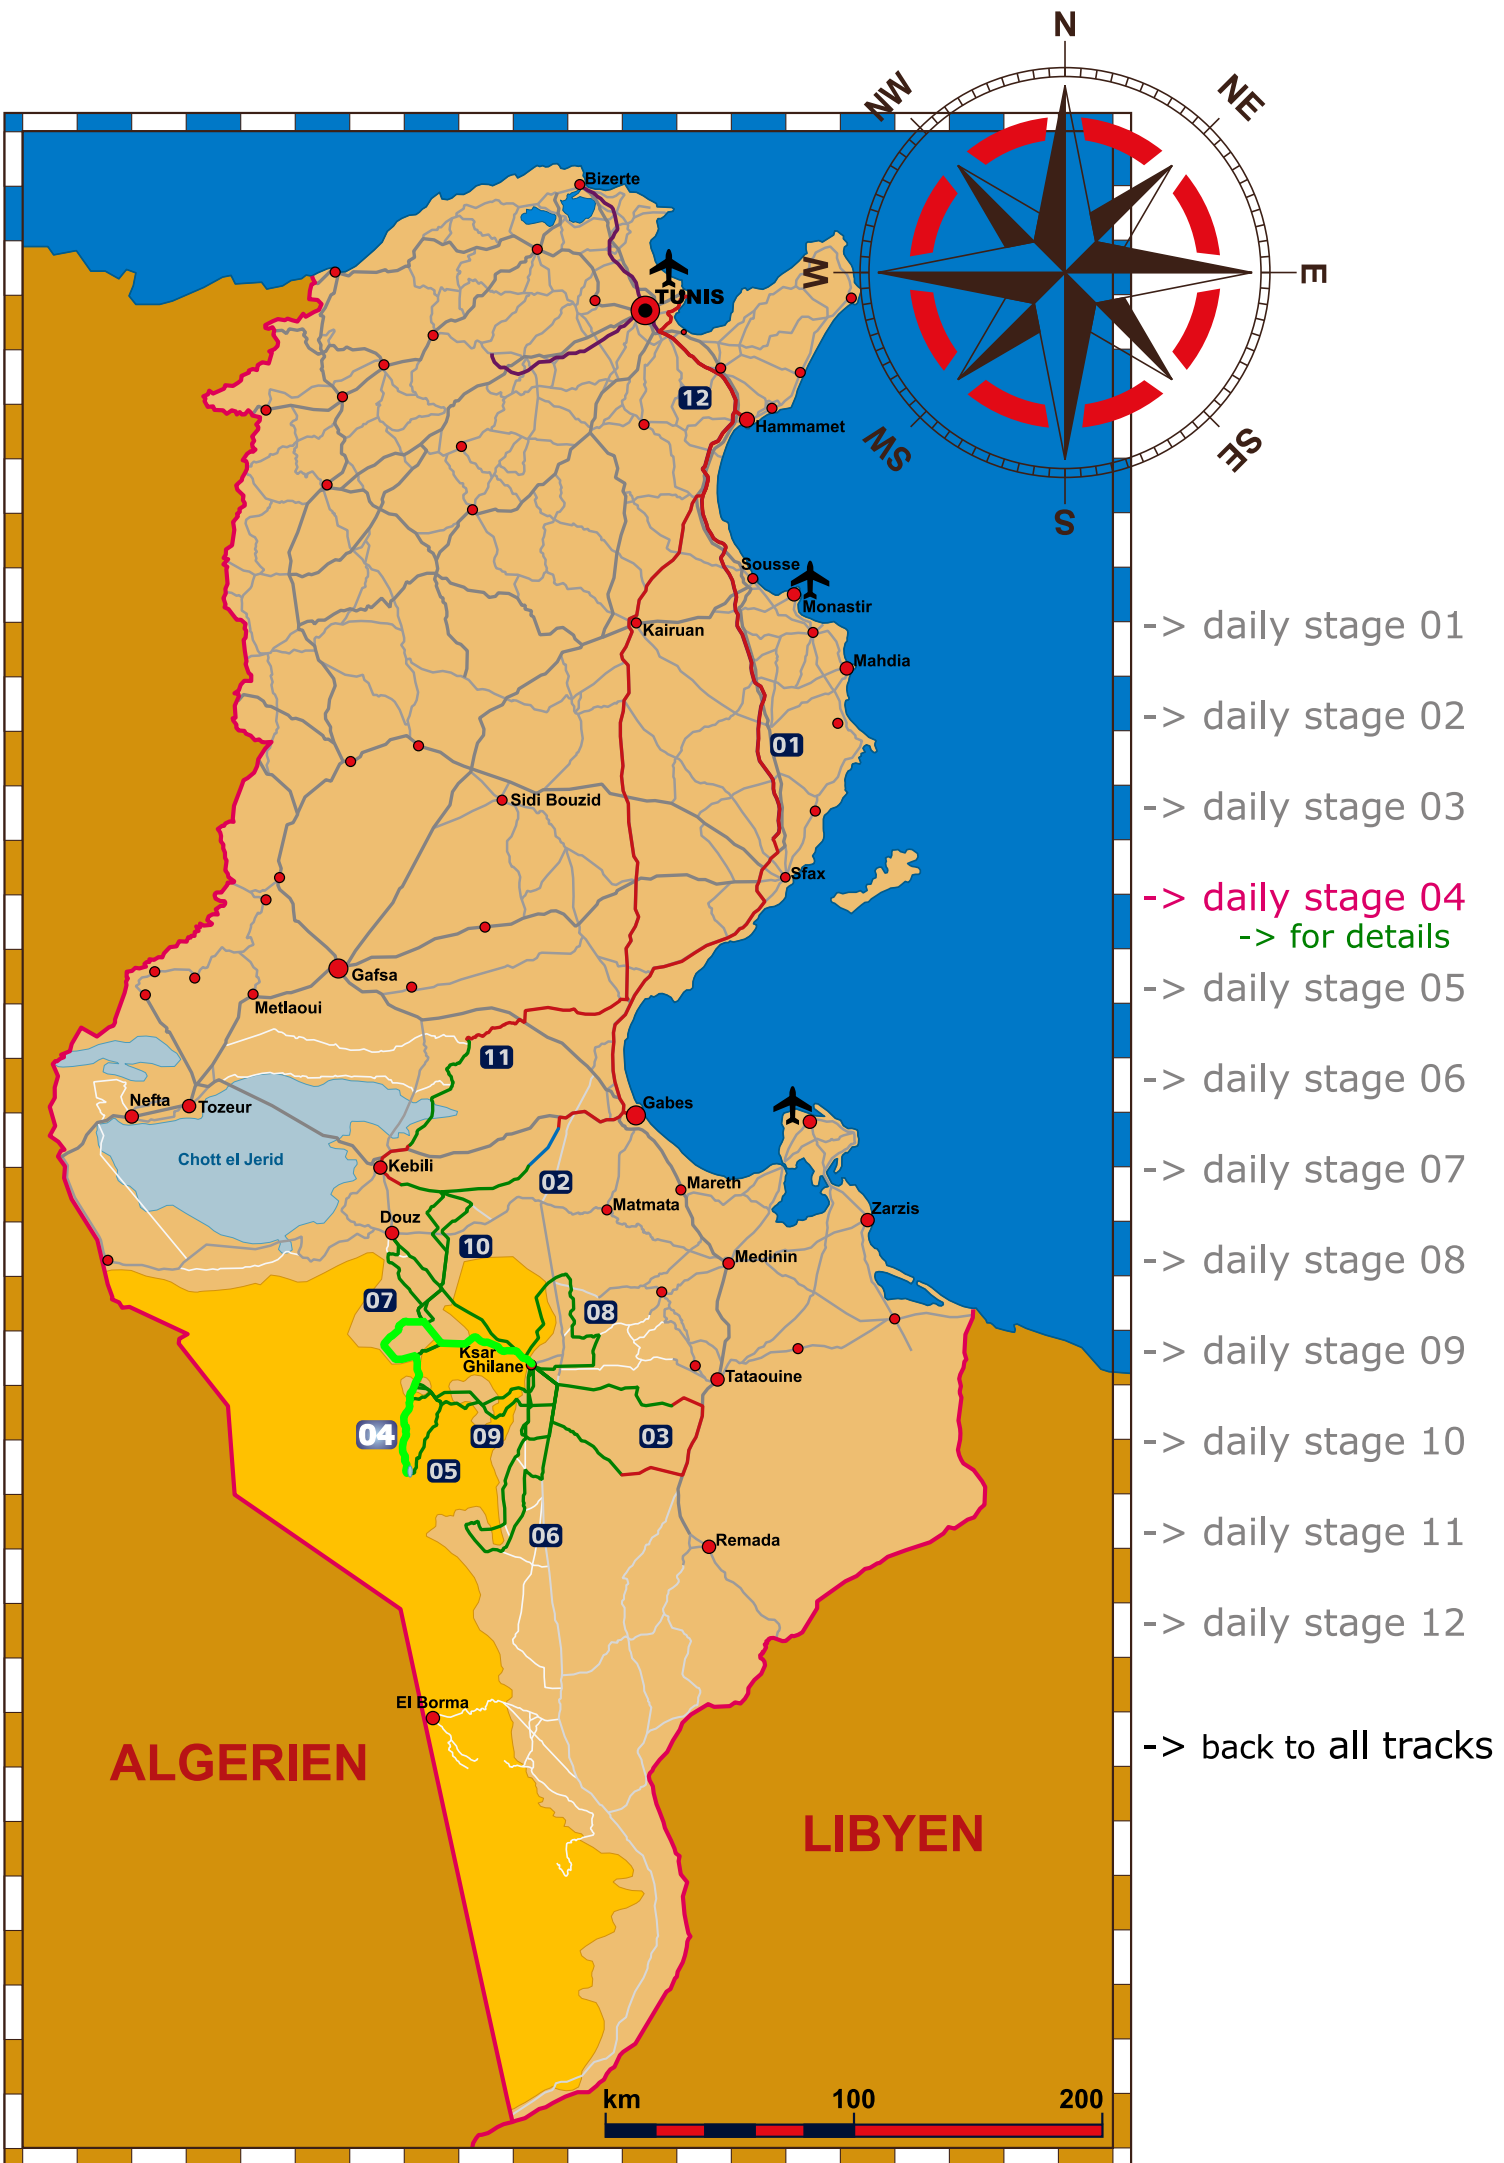 N
NW
NE
W
E
SW
SE
S
Bizerte
TUNIS
12
Hammamet
Sousse
Monastir
Kairuan
Mahdia
01
Sidi Bouzid
Sfax
Gafsa
Metlaoui
11
Nefta
Tozeur
Gabes
Chott el Jerid
Kebili
02
Mareth
Matmata
Douz
Zarzis
10
Medinin
07
08
Ksar
Ghilane
Tataouine
04
09
03
05
06
Remada
El Borma
ALGERIEN
LIBYEN
km 100 200
-> daily stage 01
-> daily stage 02
-> daily stage 03
-> daily stage 04
-> for details
-> daily stage 05
-> daily stage 06
-> daily stage 07
-> daily stage 08
-> daily stage 09
-> daily stage 10
-> daily stage 11
-> daily stage 12
-> back to all tracks